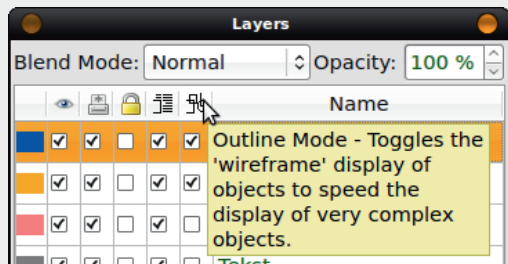 Layers
Blend Mode: Normal Opacity: 100 %
Name
Outline Mode - Toggles the
'wireframe' display of
objects to speed the
display of very complex
objects.
Tekst